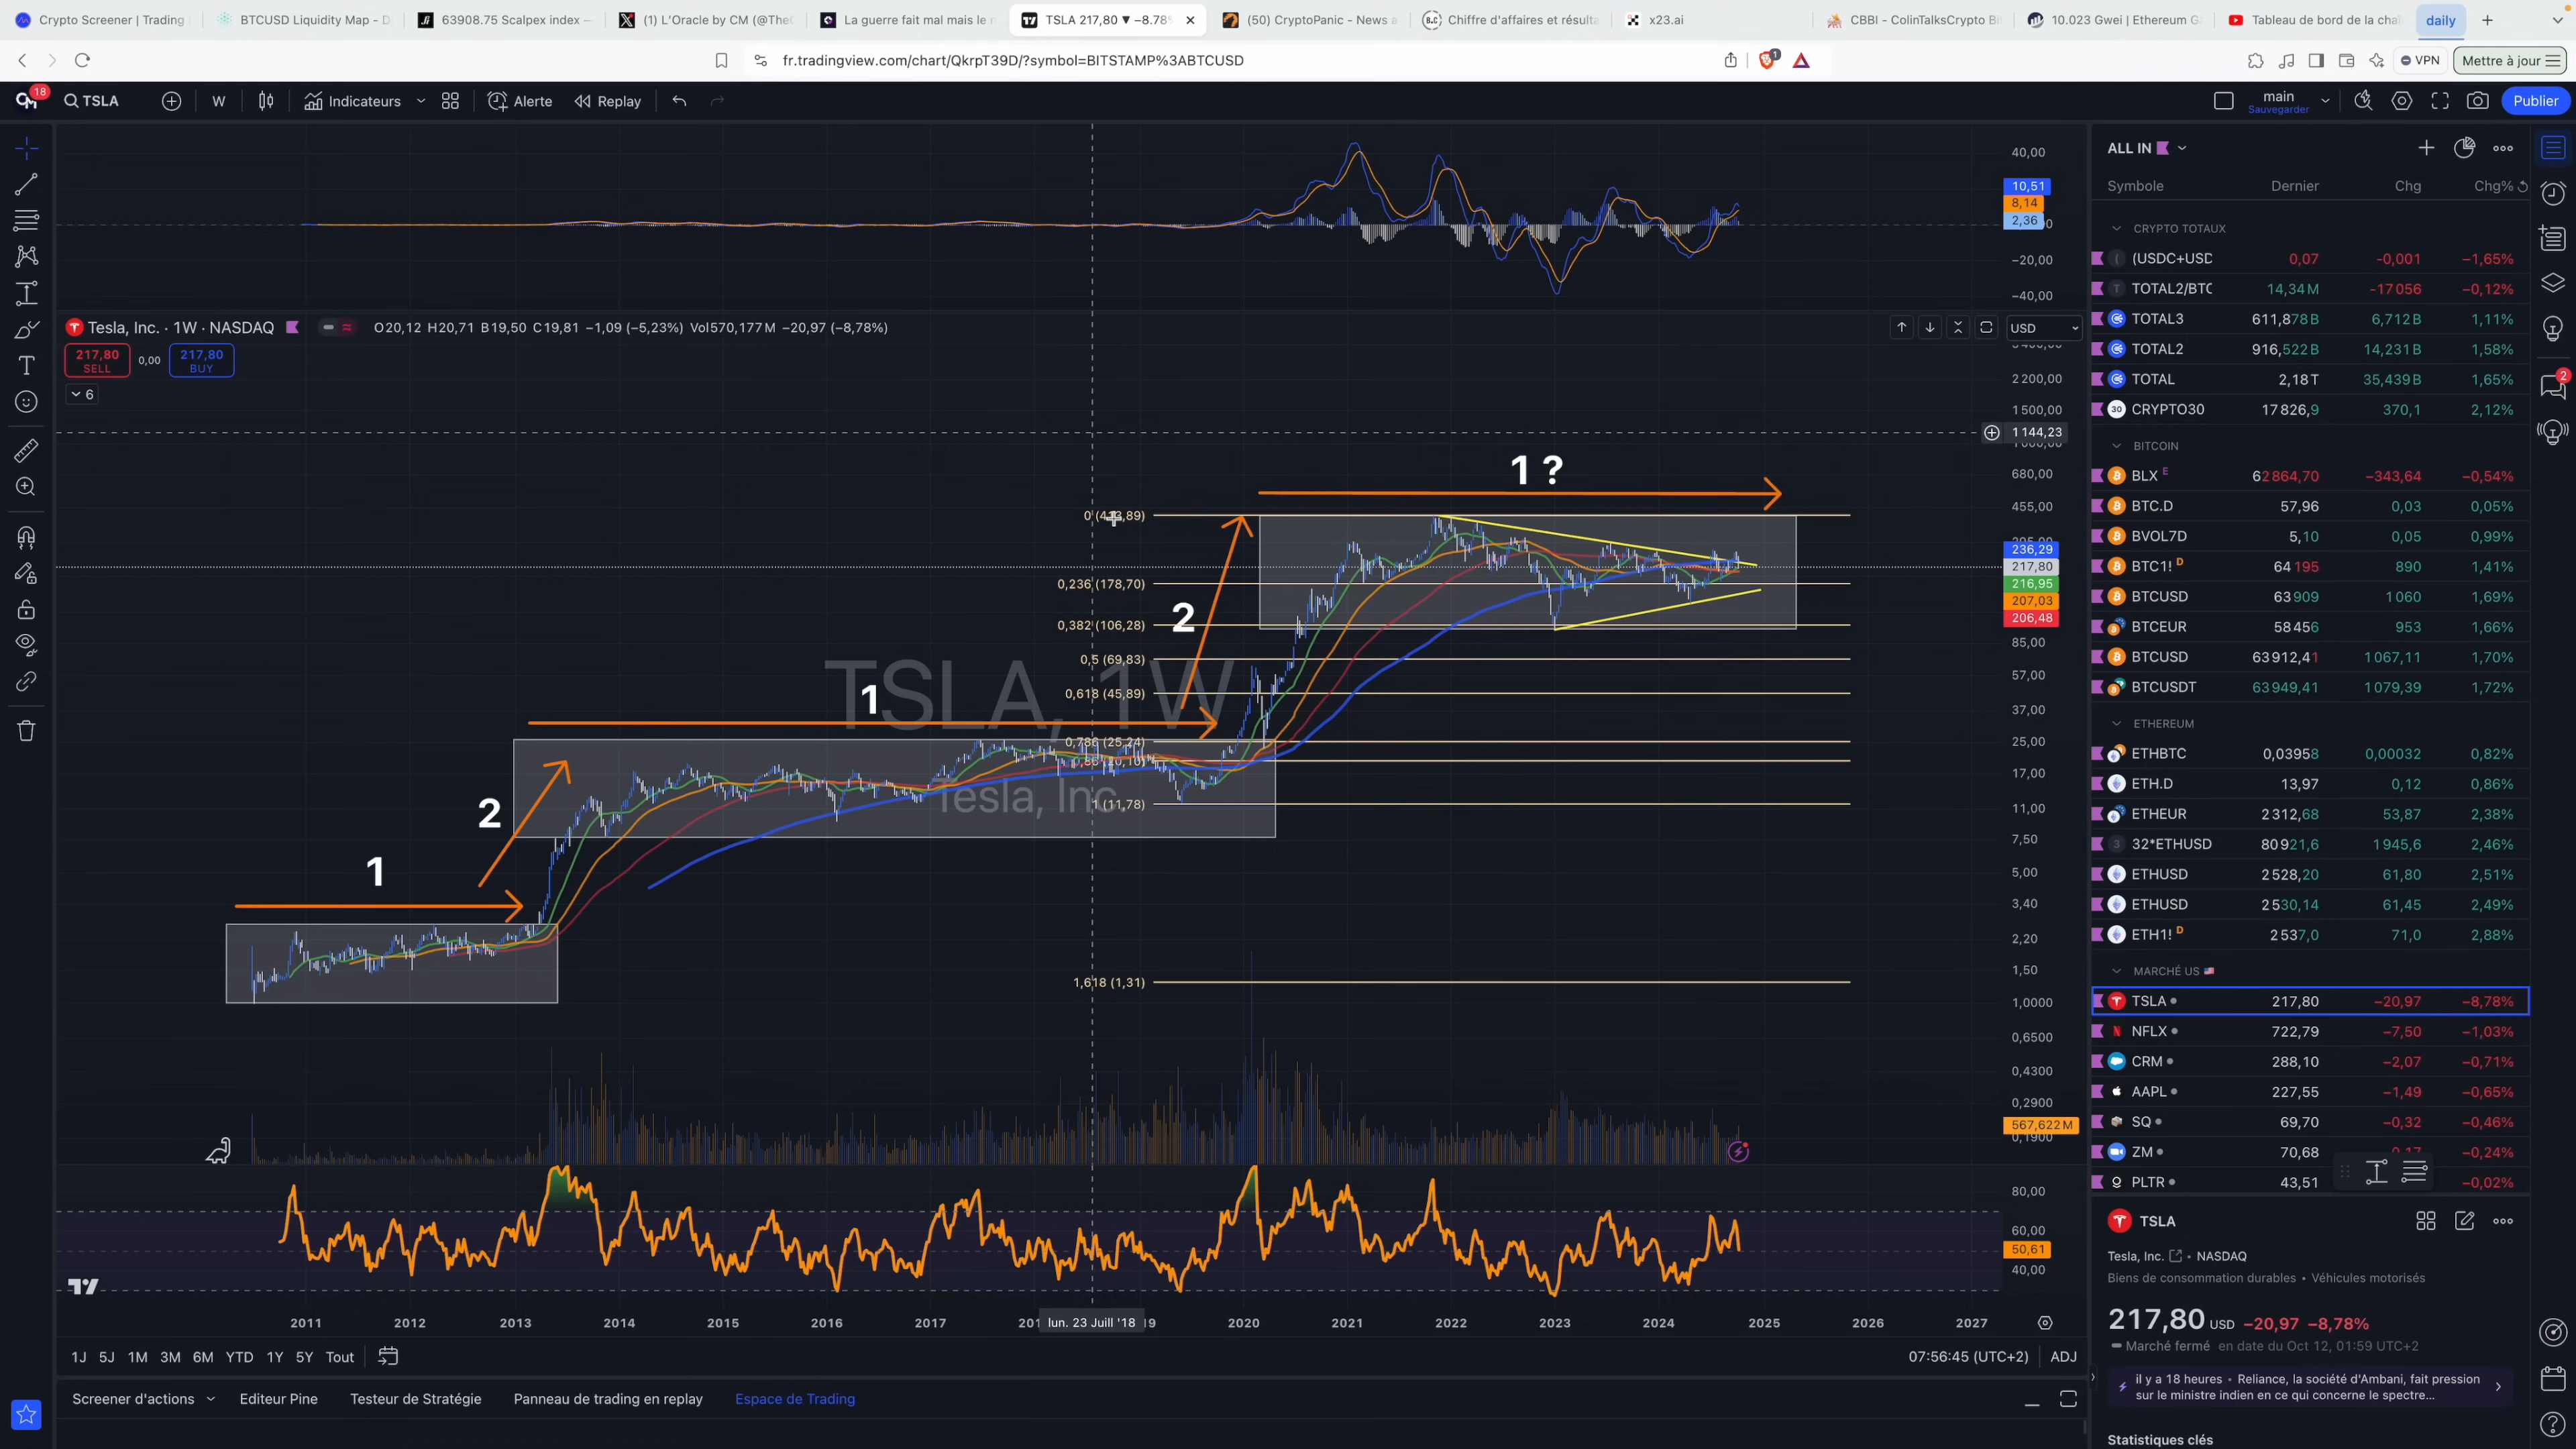 Crypto Screener | Trading
BTCUSD Liquidity Map - D
63908.75 Scalpex index —
(1) L'Oracle by CM (@The
La guerre fait mal mais le m
TSLA 217,80 ▼ −8.78
(50) CryptoPanic - News a
Chiffre d'affaires et résulta
x23.ai
CBBI - ColinTalksCrypto Bi
10.023 Gwei | Ethereum G
Tableau de bord de la cha
daily
fr.tradingview.com/chart/QkrpT39D/?symbol=BITSTAMP%3ABTCUSD
1
VPN
Mettre à jour
18
TSLA
W
Indicateurs
Alerte
Replay
main
Sauvegarder
Publier
40,00
10,51
8,14
2,36
−20,00
−40,00
Tesla, Inc. · 1W · NASDAQ
O20,12 H20,71 B19,50 C19,81 −1,09 (−5,23%) Vol570,177M −20,97 (−8,78%)
USD
217,80
SELL
0,00
217,80
BUY
6
2 200,00
1 500,00
1 144,23
680,00
455,00
236,29
217,80
216,95
207,03
206,48
85,00
57,00
37,00
25,00
17,00
11,00
7,50
5,00
3,40
2,20
1,50
1,0000
0,6500
0,4300
0,2900
567,622M
0,1900
80,00
60,00
50,61
40,00
1 ?
2
1
2
1
0,236 (178,70)
0,382 (106,28)
0,5 (69,83)
0,618 (45,89)
0,786 (25,24)
1 (11,78)
1,618 (1,31)
TSLA, 1W
Tesla, Inc.
2011
2012
2013
2014
2015
2016
2017
lun. 23 Juill '18
2020
2021
2022
2023
2024
2025
2026
2027
1J 5J 1M 3M 6M YTD 1Y 5Y Tout
07:56:45 (UTC+2)
ADJ
Screener d'actions
Editeur Pine
Testeur de Stratégie
Panneau de trading en replay
Espace de Trading
ALL IN
Symbole Dernier Chg Chg%
CRYPTO TOTAUX
(USDC+USD 0,07 -0,001 −1,65%
TOTAL2/BTC 14,34M -17 056 −0,12%
TOTAL3 611,878B 6,712B 1,11%
TOTAL2 916,522B 14,231B 1,58%
TOTAL 2,18T 35,439B 1,65%
30 CRYPTO30 17 826,9 370,1 2,12%
BITCOIN
BLX E 62 864,70 −343,64 −0,54%
BTC.D 57,96 0,03 0,05%
BVOL7D 5,10 0,05 0,99%
BTC1! D 64 195 890 1,41%
BTCUSD 63 909 1 060 1,69%
BTCEUR 58 456 953 1,66%
BTCUSD 63 912,41 1 067,11 1,70%
BTCUSDT 63 949,41 1 079,39 1,72%
ETHEREUM
ETHBTC 0,03958 0,00032 0,82%
ETH.D 13,97 0,12 0,86%
ETHEUR 2 312,68 53,87 2,38%
32*ETHUSD 80 921,6 1 945,6 2,46%
ETHUSD 2 528,20 61,80 2,51%
ETHUSD 2 530,14 61,45 2,49%
ETH1! D 2 537,0 71,0 2,88%
MARCHÉ US
TSLA 217,80 −20,97 −8,78%
NFLX 722,79 −7,50 −1,03%
CRM 288,10 −2,07 −0,71%
AAPL 227,55 −1,49 −0,65%
SQ 69,70 −0,32 −0,46%
ZM 70,68 −0,24%
PLTR 43,51 −0,02%
2
TSLA
Tesla, Inc. • NASDAQ
Biens de consommation durables • Véhicules motorisés
217,80 USD −20,97 −8,78%
Marché fermé en date du Oct 12, 01:59 UTC+2
il y a 18 heures • Reliance, la société d'Ambani, fait pression
sur le ministre indien en ce qui concerne le spectre...
Statistiques clés